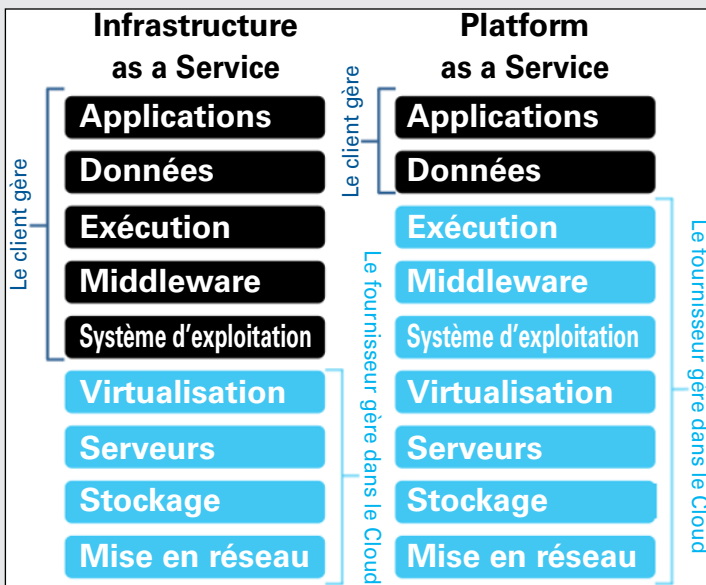 Infrastructure
as a Service
Le client gère
Applications
Données
Exécution
Middleware
Système d'exploitation
Virtualisation
Serveurs
Stockage
Mise en réseau
Le fournisseur gère dans le Cloud
Platform
as a Service
Le client gère
Applications
Données
Exécution
Middleware
Système d'exploitation
Virtualisation
Serveurs
Stockage
Mise en réseau
Le fournisseur gère dans le Cloud